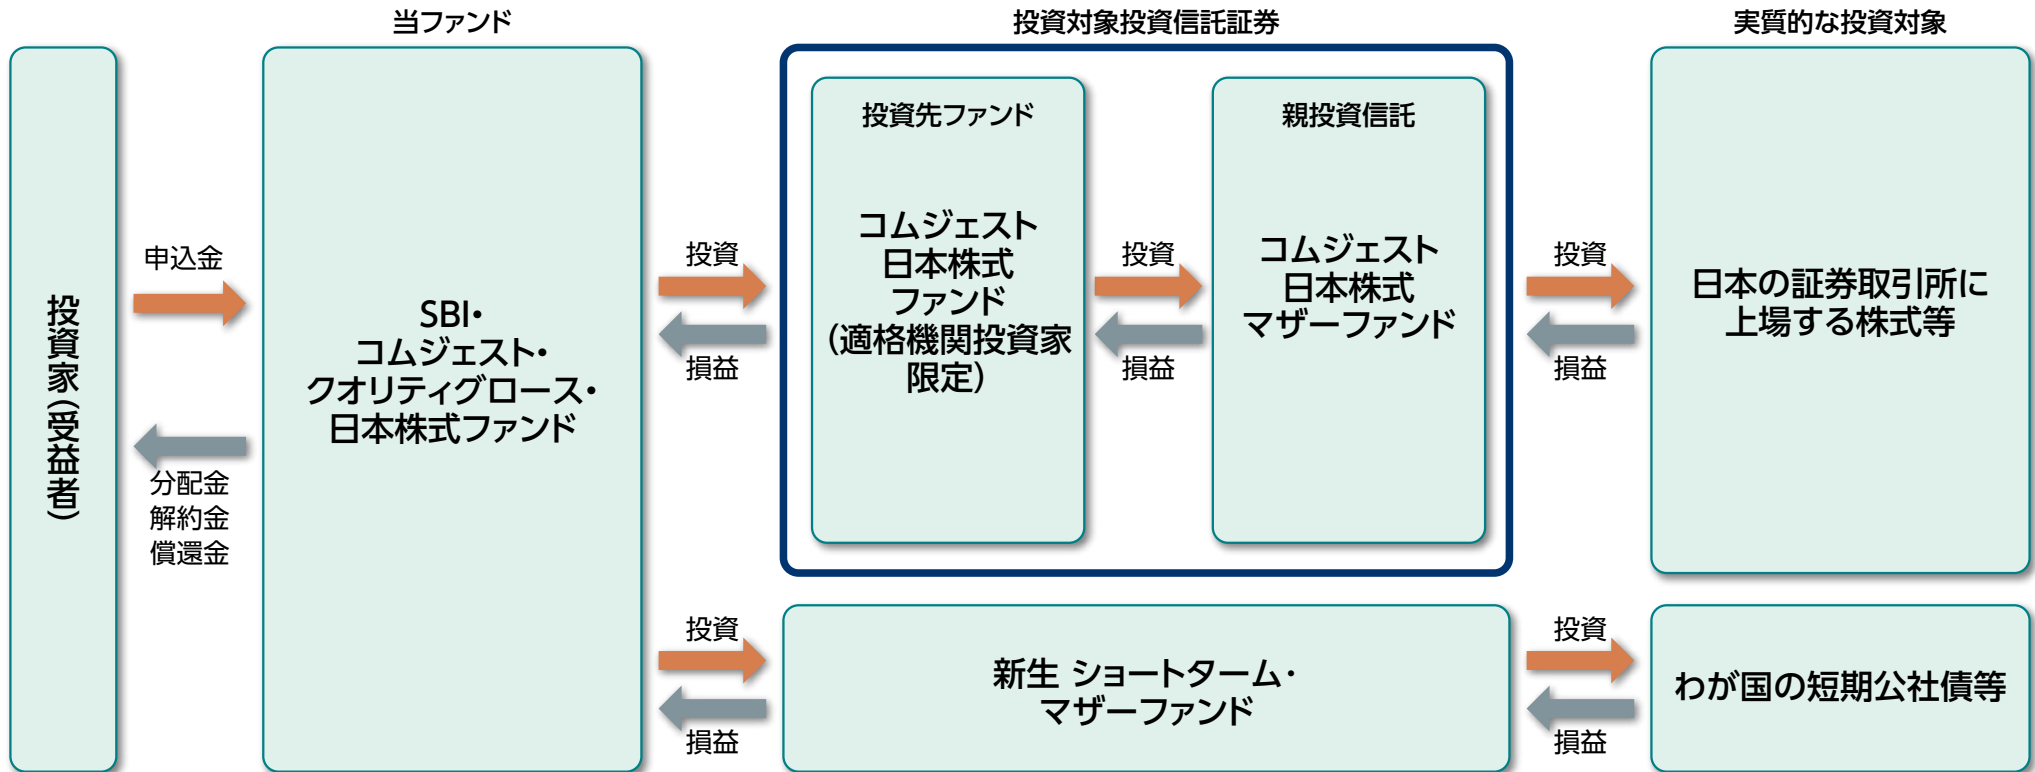 当ファンド
投資対象投資信託証券
実質的な投資対象
投資家(受益者)
申込金
分配金
解約金
償還金
SBI・
コムジェスト・
クオリティグロース・
日本株式ファンド
投資
損益
投資先ファンド
コムジェスト
日本株式
ファンド
(適格機関投資家
限定)
投資
損益
親投資信託
コムジェスト
日本株式
マザーファンド
投資
損益
日本の証券取引所に
上場する株式等
投資
損益
新生 ショートターム・
マザーファンド
投資
損益
わが国の短期公社債等